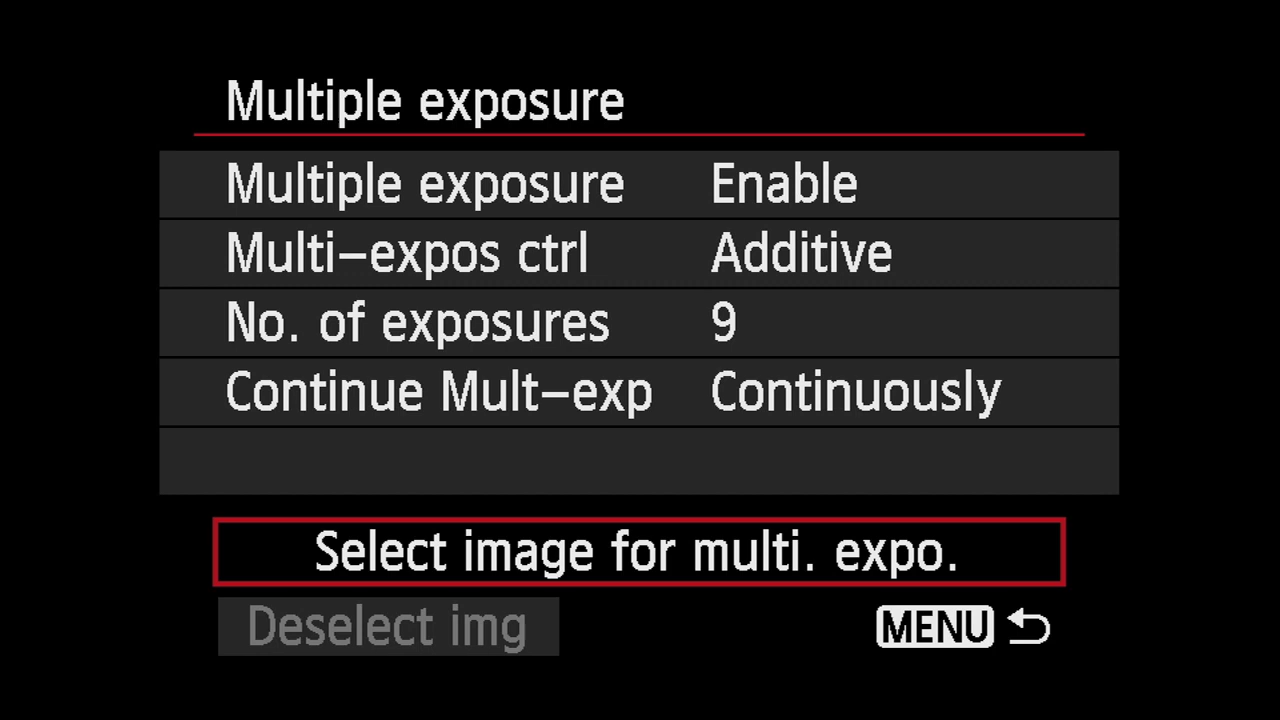 Multiple exposure
Multiple exposure Enable
Multi-expos ctrl Additive
No. of exposures 9
Continue Mult-exp Continuously
Select image for multi. expo.
Deselect img MENU